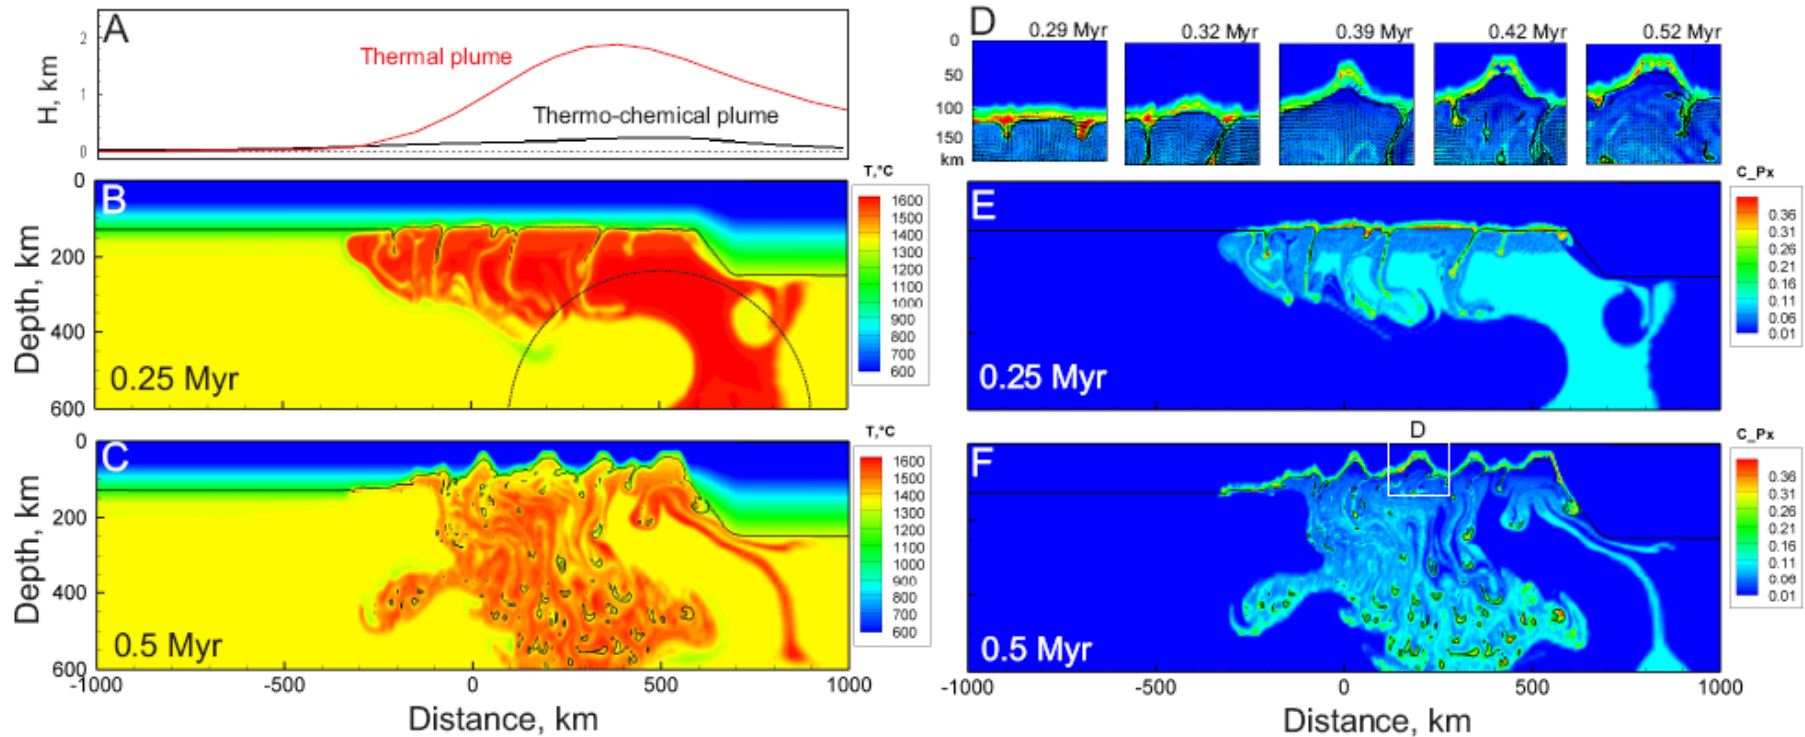 A
H, km
2
1
0
Thermal plume
Thermo-chemical plume
D
0.29 Myr
0.32 Myr
0.39 Myr
0.42 Myr
0.52 Myr
0
50
100
150
km
B
Depth, km
0
200
400
600
0.25 Myr
T,°C
1600
1500
1400
1300
1200
1100
1000
900
800
700
600
E
0.25 Myr
-500
0
500
1000
C_Px
0.36
0.31
0.26
0.21
0.16
0.11
0.06
0.01
C
Depth, km
0
200
400
600
0.5 Myr
T,°C
1600
1500
1400
1300
1200
1100
1000
900
800
700
600
-1000
-500
0
500
1000
Distance, km
D
F
0.5 Myr
C_Px
0.36
0.31
0.26
0.21
0.16
0.11
0.06
0.01
-1000
-500
0
500
1000
Distance, km